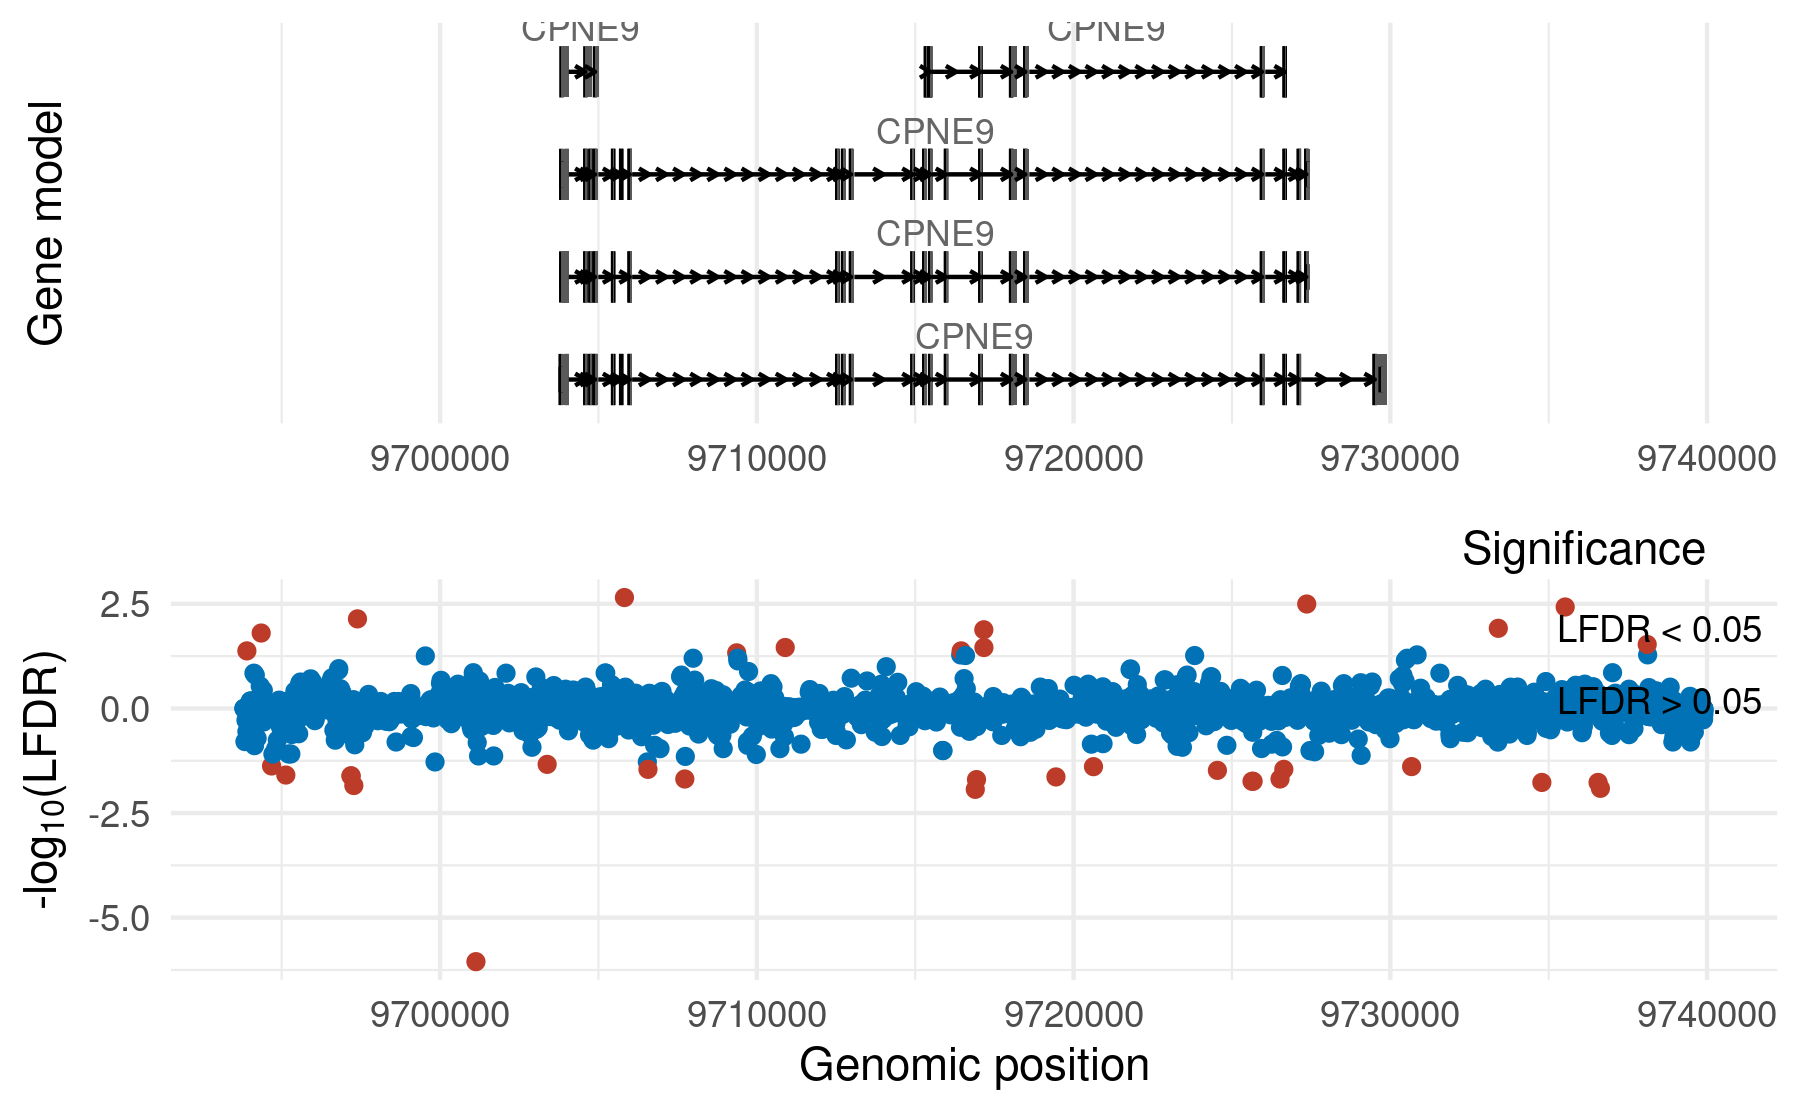 CPNE9 CPNE9
CPNE9
CPNE9
CPNE9
Gene model
9700000 9710000 9720000 9730000 9740000
Significance
LFDR < 0.05
LFDR > 0.05
2.5
0.0
-2.5
-5.0
-log10(LFDR)
9700000 9710000 9720000 9730000 9740000
Genomic position